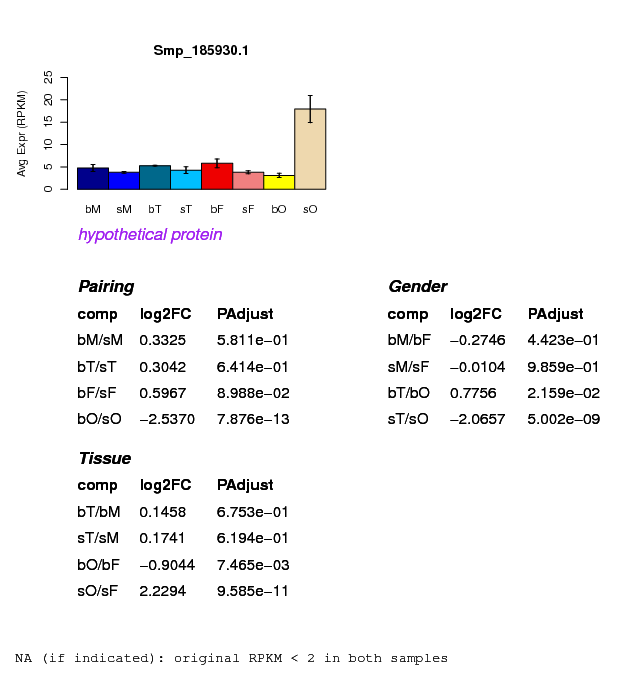 Smp_185930.1
Avg Expr (RPKM)
25
20
15
10
5
0
bM sM bT sT bF sF bO sO
hypothetical protein
Pairing
comp log2FC PAdjust
bM/sM 0.3325 5.811e−01
bT/sT 0.3042 6.414e−01
bF/sF 0.5967 8.988e−02
bO/sO −2.5370 7.876e−13
Gender
comp log2FC PAdjust
bM/bF −0.2746 4.423e−01
sM/sF −0.0104 9.859e−01
bT/bO 0.7756 2.159e−02
sT/sO −2.0657 5.002e−09
Tissue
comp log2FC PAdjust
bT/bM 0.1458 6.753e−01
sT/sM 0.1741 6.194e−01
bO/bF −0.9044 7.465e−03
sO/sF 2.2294 9.585e−11
NA (if indicated): original RPKM < 2 in both samples